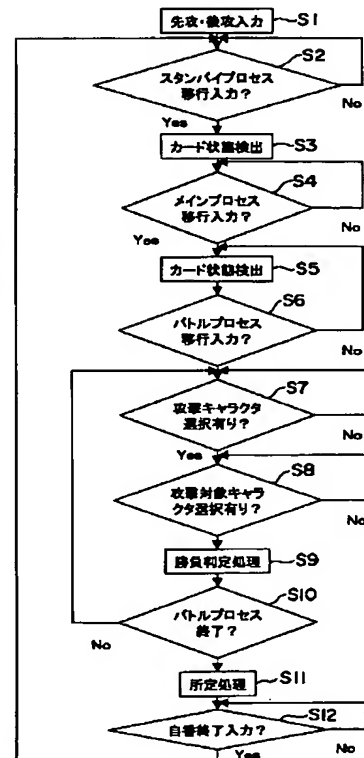 先攻・後攻入力
S1
S2
スタンバイプロセス
移行入力？
No
Yes
カード状態検出
S3
S4
メインプロセス
移行入力？
No
Yes
カード状態検出
S5
S6
バトルプロセス
移行入力？
No
S7
攻撃キャラクタ
選択有り？
No
Yes
S8
攻撃対象キャラ
クタ選択有り？
No
勝負判定処理
S9
S10
バトルプロセス
終了？
No
所定処理
S11
S12
自番終了入力？
No
Yes